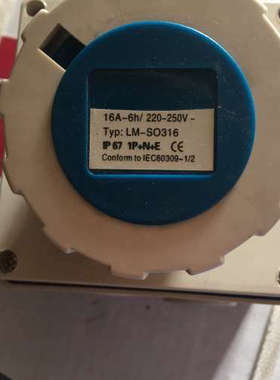 16A-6h/ 220-250V ~
Typ: LM-SO316
IP 67 1P+N+E CE
Conform to IEC60309-1/2